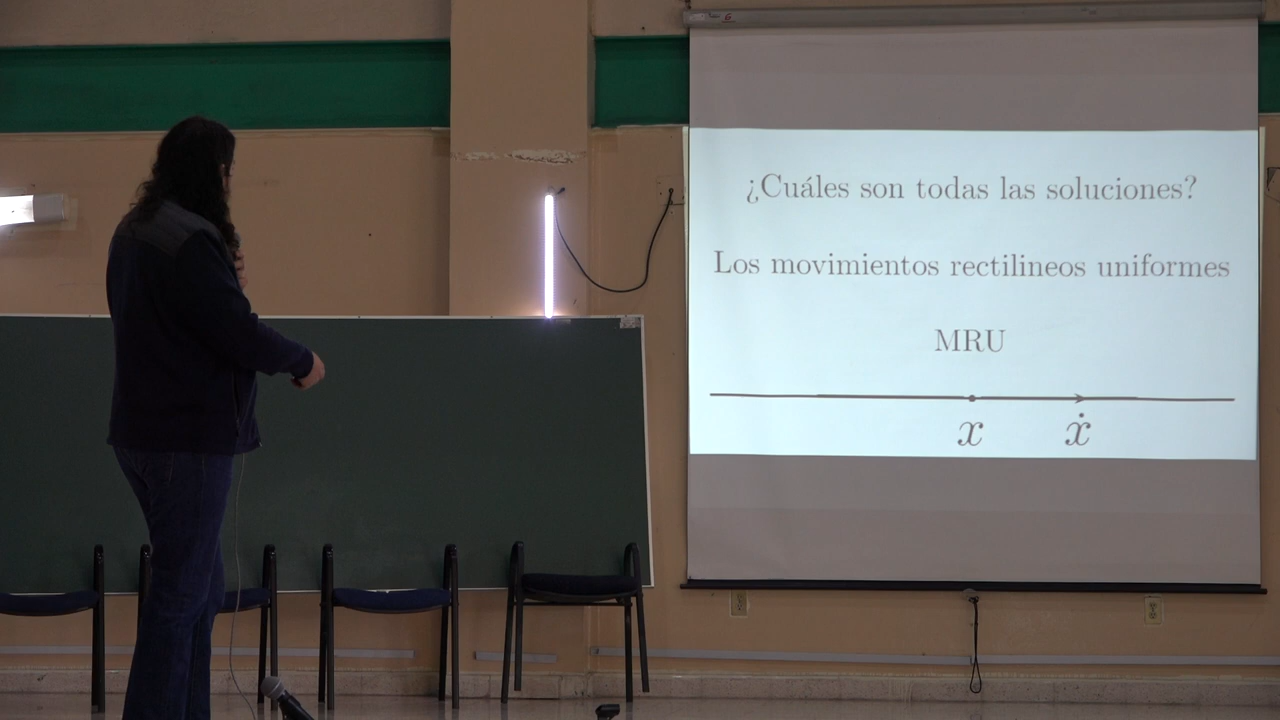 ¿Cuáles son todas las soluciones?
Los movimientos rectilineos uniformes
MRU
x ẋ